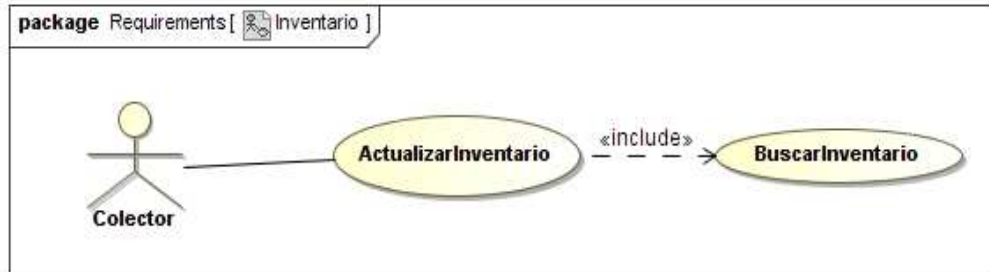 package Requirements [ Inventario ]
«include»
ActualizarInventario
BuscarInventario
Colector